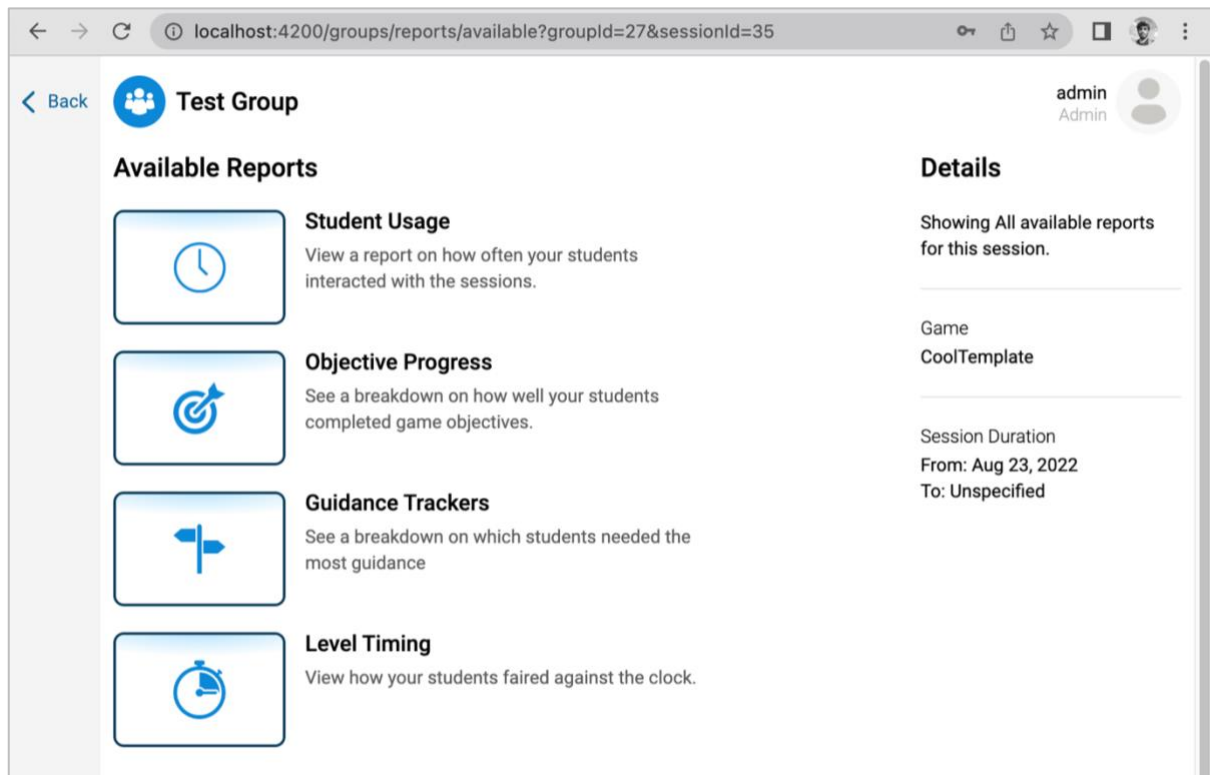 localhost:4200/groups/reports/available?groupId=27&sessionId=35
Back
Test Group
admin
Admin
Available Reports
Student Usage
View a report on how often your students
interacted with the sessions.
Objective Progress
See a breakdown on how well your students
completed game objectives.
Guidance Trackers
See a breakdown on which students needed the
most guidance
Level Timing
View how your students faired against the clock.
Details
Showing All available reports
for this session.
Game
CoolTemplate
Session Duration
From: Aug 23, 2022
To: Unspecified